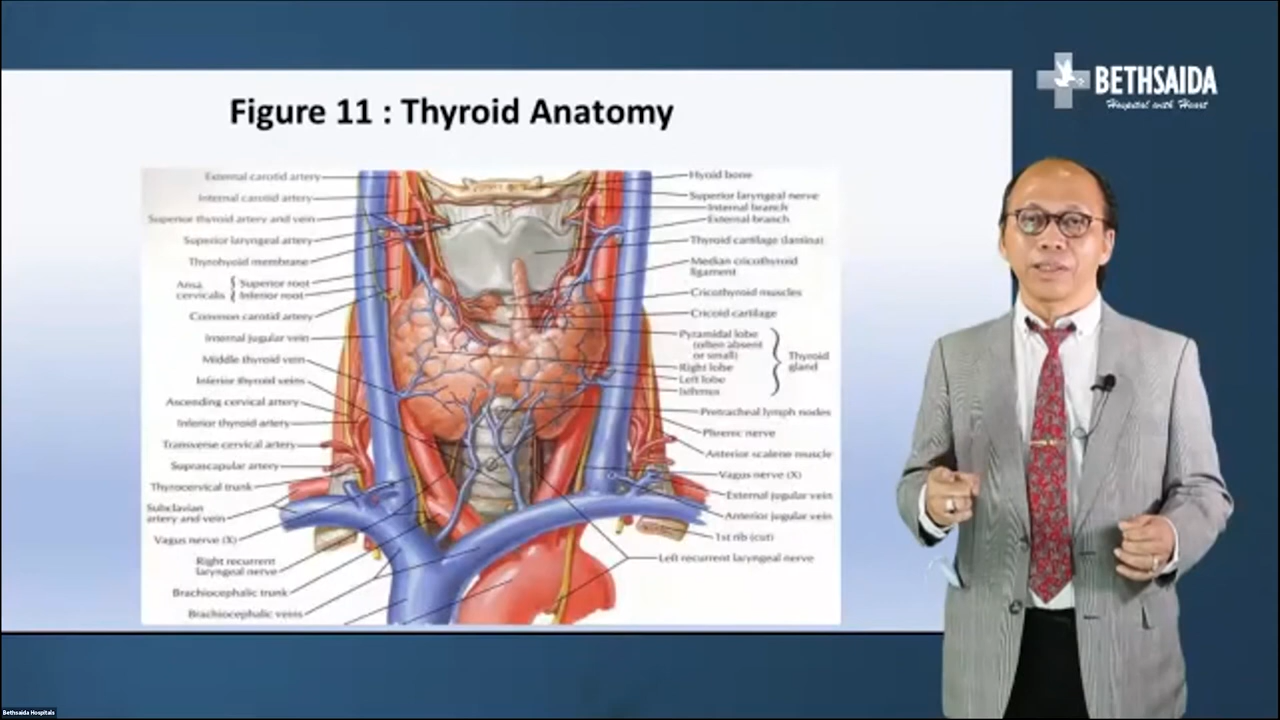 BETHSAIDA
Hospital with Heart
Figure 11 : Thyroid Anatomy
External carotid artery
Internal carotid artery
Superior thyroid artery and vein
Superior laryngeal artery
Thyrohyoid membrane
Ansa
cervicalis
Superior root
Inferior root
Common carotid artery
Internal jugular vein
Middle thyroid vein
Inferior thyroid veins
Ascending cervical artery
Inferior thyroid artery
Transverse cervical artery
Suprascapular artery
Thyrocervical trunk
Subclavian
artery and vein
Vagus nerve (X)
Right recurrent
laryngeal nerve
Brachiocephalic trunk
Brachiocephalic veins
Hyoid bone
Superior laryngeal nerve
Internal branch
External branch
Thyroid cartilage (lamina)
Median cricothyroid
ligament
Cricothyroid muscles
Cricoid cartilage
Pyramidal lobe
(often absent
or small)
Right lobe
Left lobe
Isthmus
Thyroid
gland
Pretracheal lymph nodes
Phrenic nerve
Anterior scalene muscle
Vagus nerve (X)
External jugular vein
Anterior jugular vein
1st rib (cut)
Left recurrent laryngeal nerve
Bethsaida Hospitals